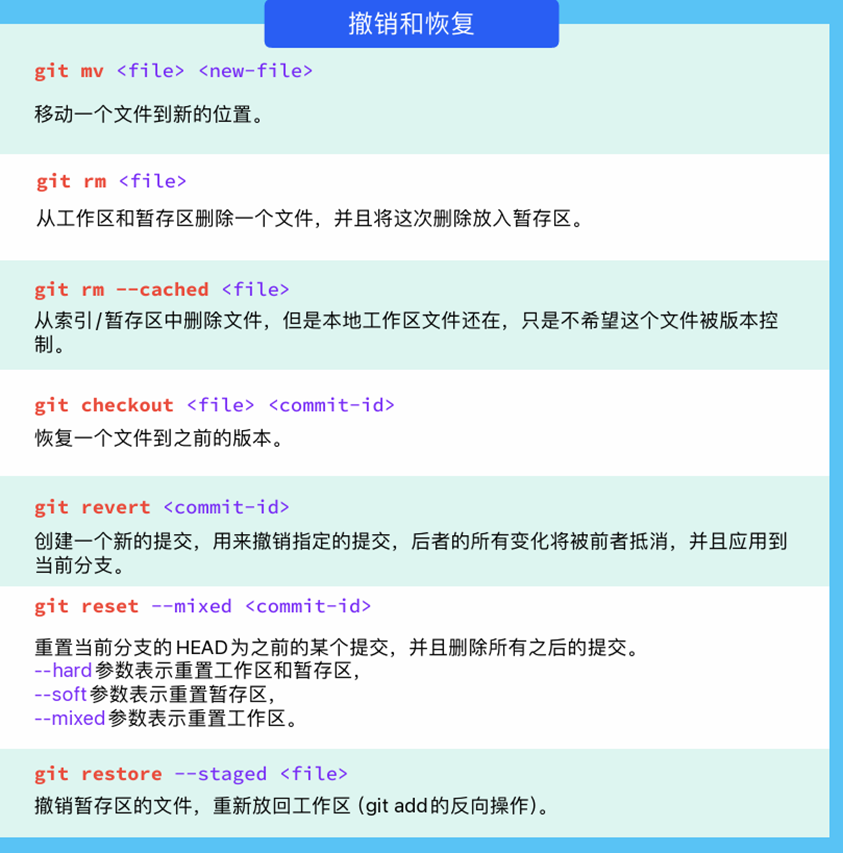 撤销和恢复
git mv <file> <new-file>
移动一个文件到新的位置。
git rm <file>
从工作区和暂存区删除一个文件，并且将这次删除放入暂存区。
git rm --cached <file>
从索引/暂存区中删除文件，但是本地工作区文件还在，只是不希望这个文件被版本控
制。
git checkout <file> <commit-id>
恢复一个文件到之前的版本。
git revert <commit-id>
创建一个新的提交，用来撤销指定的提交，后者的所有变化将被前者抵消，并且应用到
当前分支。
git reset --mixed <commit-id>
重置当前分支的HEAD为之前的某个提交，并且删除所有之后的提交。
--hard参数表示重置工作区和暂存区，
--soft参数表示重置暂存区，
--mixed参数表示重置工作区。
git restore --staged <file>
撤销暂存区的文件，重新放回工作区（git add的反向操作）。